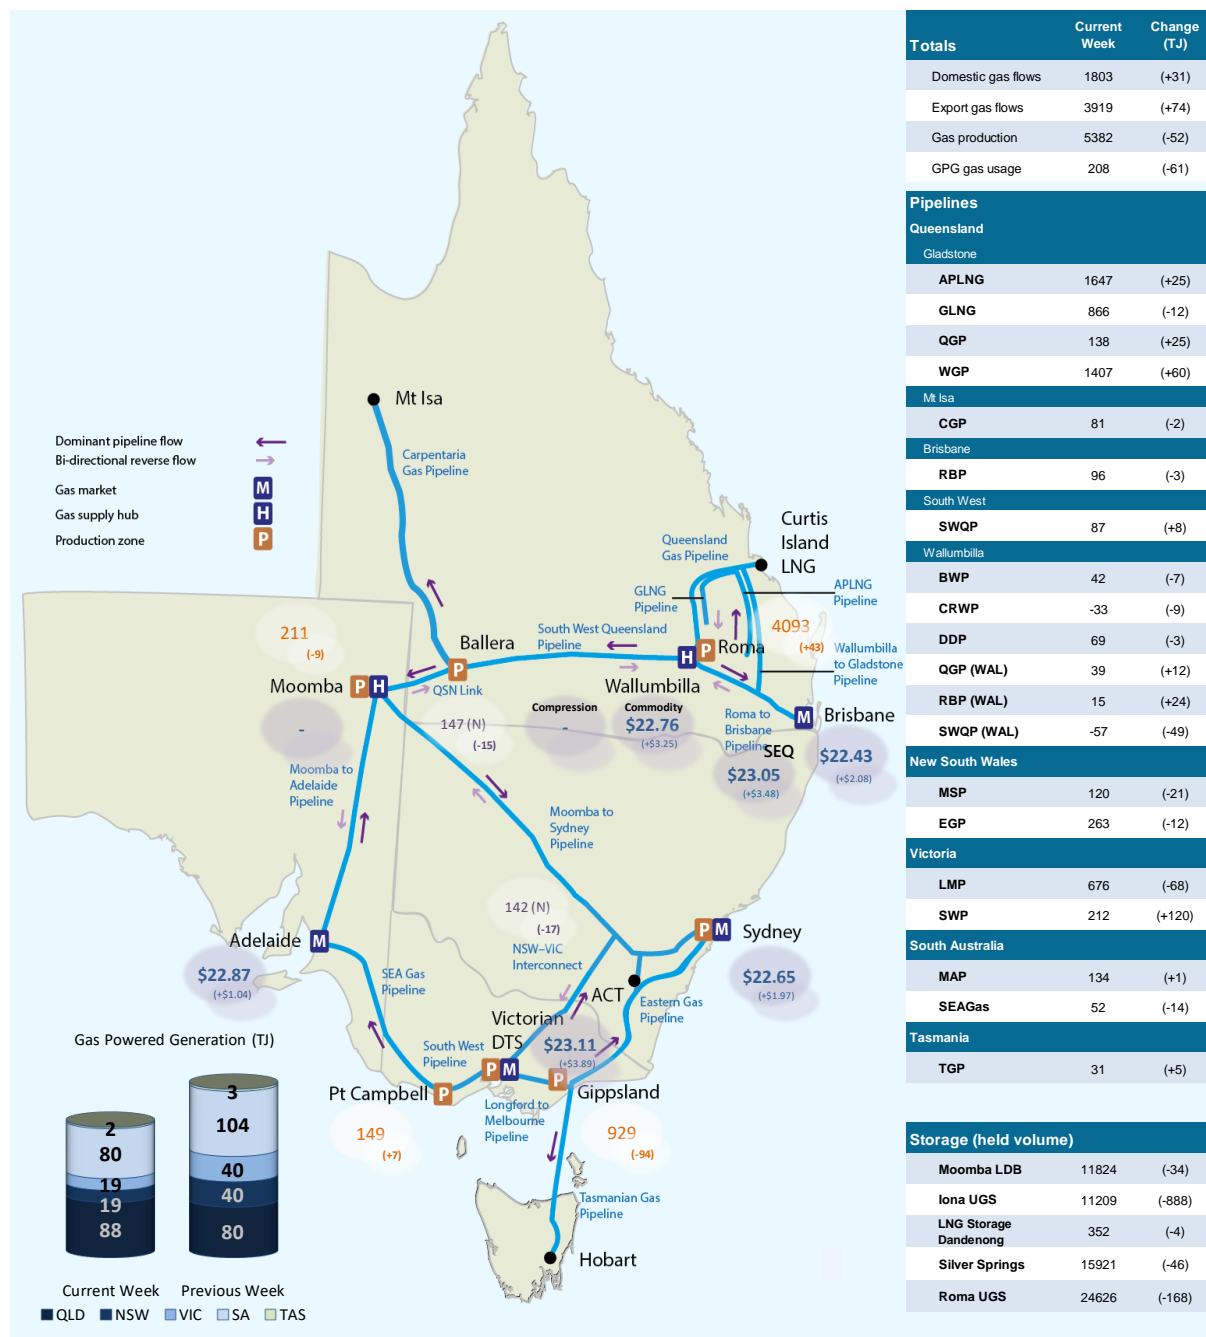 Mt Isa
Dominant pipeline flow
Bi-directional reverse flow
Gas market
M
Gas supply hub
H
Production zone
P
Carpentaria
Gas Pipeline
Curtis
Island
LNG
Queensland
Gas Pipeline
GLNG
Pipeline
APLNG
Pipeline
211
(-9)
4093
(+43)
Ballera
P
South West Queensland
Pipeline
H
P
Roma
Wallumbilla
to Gladstone
Pipeline
Moomba
P
H
QSN Link
Wallumbilla
-
147 (N)
(-15)
Compression
-
Commodity
$22.76
(+$3.25)
Roma to
Brisbane
Pipeline
M
Brisbane
SEQ
$23.05
(+$3.48)
$22.43
(+$2.08)
Moomba to
Adelaide
Pipeline
Moomba to
Sydney
Pipeline
142 (N)
(-17)
NSW-VIC
Interconnect
Adelaide
M
$22.87
(+$1.04)
SEA Gas
Pipeline
P
M
Sydney
$22.65
(+$1.97)
ACT
Eastern Gas
Pipeline
Victorian
DTS
$23.11
(+$3.89)
South West
Pipeline
P
M
P
Pt Campbell
P
Gippsland
Longford to
Melbourne
Pipeline
149
(+7)
929
(-94)
Tasmanian Gas
Pipeline
Hobart
Gas Powered Generation (TJ)
2
80
19
19
88
3
104
40
40
80
Current Week
Previous Week
QLD NSW VIC SA TAS
Totals Current Week Change (TJ)
Domestic gas flows 1803 (+31)
Export gas flows 3919 (+74)
Gas production 5382 (-52)
GPG gas usage 208 (-61)
Pipelines
Queensland
Gladstone
APLNG 1647 (+25)
GLNG 866 (-12)
QGP 138 (+25)
WGP 1407 (+60)
Mt Isa
CGP 81 (-2)
Brisbane
RBP 96 (-3)
South West
SWQP 87 (+8)
Wallumbilla
BWP 42 (-7)
CRWP -33 (-9)
DDP 69 (-3)
QGP (WAL) 39 (+12)
RBP (WAL) 15 (+24)
SWQP (WAL) -57 (-49)
New South Wales
MSP 120 (-21)
EGP 263 (-12)
Victoria
LMP 676 (-68)
SWP 212 (+120)
South Australia
MAP 134 (+1)
SEAGas 52 (-14)
Tasmania
TGP 31 (+5)
Storage (held volume)
Moomba LDB 11824 (-34)
Iona UGS 11209 (-888)
LNG Storage Dandenong 352 (-4)
Silver Springs 15921 (-46)
Roma UGS 24626 (-168)